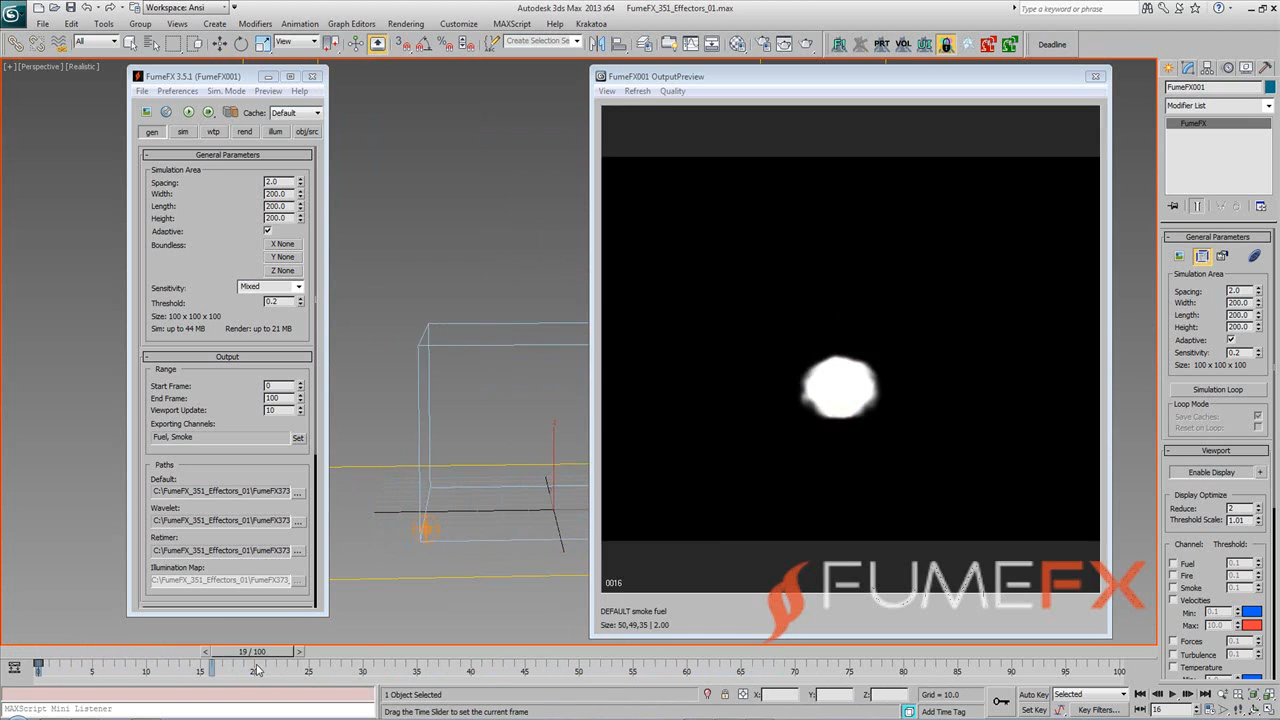 Workspace: Ansi
Autodesk 3ds Max 2013 x64
FumeFX_351_Effectors_01.max
Type a keyword or phrase
File
Edit
Tools
Group
Views
Create
Modifiers
Animation
Graph Editors
Rendering
Customize
MAXScript
Help
Krakatoa
All
View
Create Selection Se
PRT
VOL
Deadline
[+] [Perspective] [Realistic]
FumeFX 3.5.1 (FumeFX001)
File Preferences Sim. Mode Preview Help
Cache: Default
gen sim wtp rend illum obj/src
General Parameters
Simulation Area
Spacing: 2.0
Width: 200.0
Length: 200.0
Height: 200.0
Adaptive:
Boundless: X None
Y None
Z None
Sensitivity: Mixed
Threshold: 0.2
Size: 100 x 100 x 100
Sim: up to 44 MB Render: up to 21 MB
Output
Range
Start Frame: 0
End Frame: 100
Viewport Update: 10
Exporting Channels:
Fuel, Smoke Set
Paths
Default:
C:\FumeFX_351_Effectors_01\FumeFX373 ...
Wavelet:
C:\FumeFX_351_Effectors_01\FumeFX373 ...
Retimer:
C:\FumeFX_351_Effectors_01\FumeFX373 ...
Illumination Map:
C:\FumeFX_351_Effectors_01\FumeFX373_ ...
FumeFX001 OutputPreview
View Refresh Quality
0016
FUMEFX
DEFAULT smoke fuel
Size: 50,49,35 | 2.00
FumeFX001
Modifier List
FumeFX
General Parameters
Simulation Area
Spacing: 2.0
Width: 200.0
Length: 200.0
Height: 200.0
Adaptive:
Sensitivity: 0.2
Size: 100 x 100 x 100
Simulation Loop
Loop Mode
Save Caches:
Reset on Loop:
Viewport
Enable Display +
Display Optimize
Reduce: 2
Threshold Scale: 1.01
Channel: Threshold:
Fuel 0.1
Fire 0.1
Smoke 0.1
Velocities
Min: 0.1
Max: 10.0
Forces 0.1
Turbulence 0.1
Temperature
< 19 / 100 >
5 10 15 20 25 30 35 40 45 50 55 60 65 70 75 80 85 90 95 100
1 Object Selected
X: Y: Z: Grid = 10.0
Auto Key Selected
MAXScript Mini Listener
Drag the Time Slider to set the current frame
Add Time Tag
Set Key Key Filters... 16